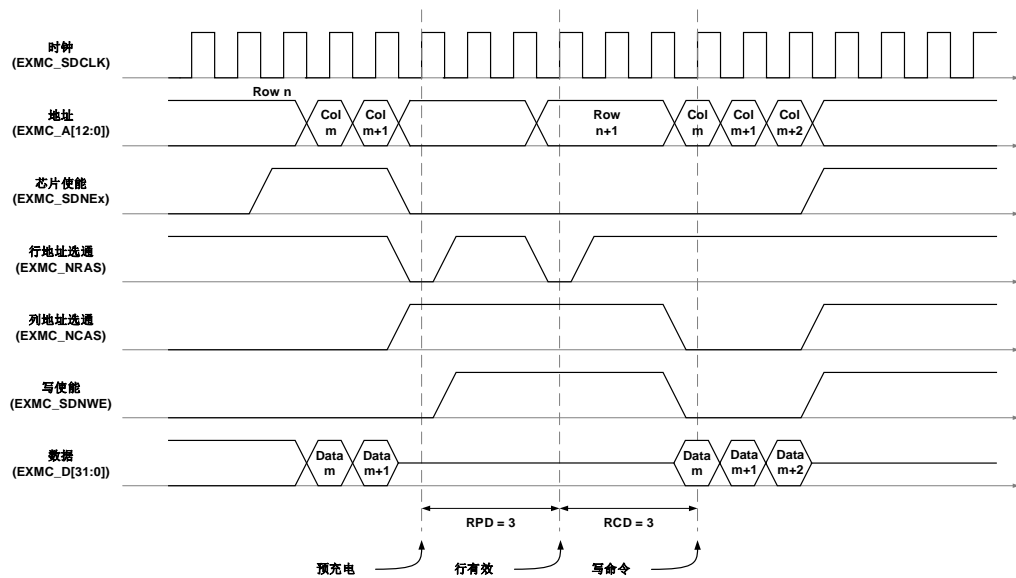 时钟
(EXMC_SDCLK)
Row n
地址
(EXMC_A[12:0])
Col
m
Col
m+1
Row
n+1
Col
m
Col
m+1
Col
m+2
芯片使能
(EXMC_SDNEx)
行地址选通
(EXMC_NRAS)
列地址选通
(EXMC_NCAS)
写使能
(EXMC_SDNWE)
数据
(EXMC_D[31:0])
Data
m
Data
m+1
Data
m
Data
m+1
Data
m+2
RPD = 3
RCD = 3
预充电
行有效
写命令